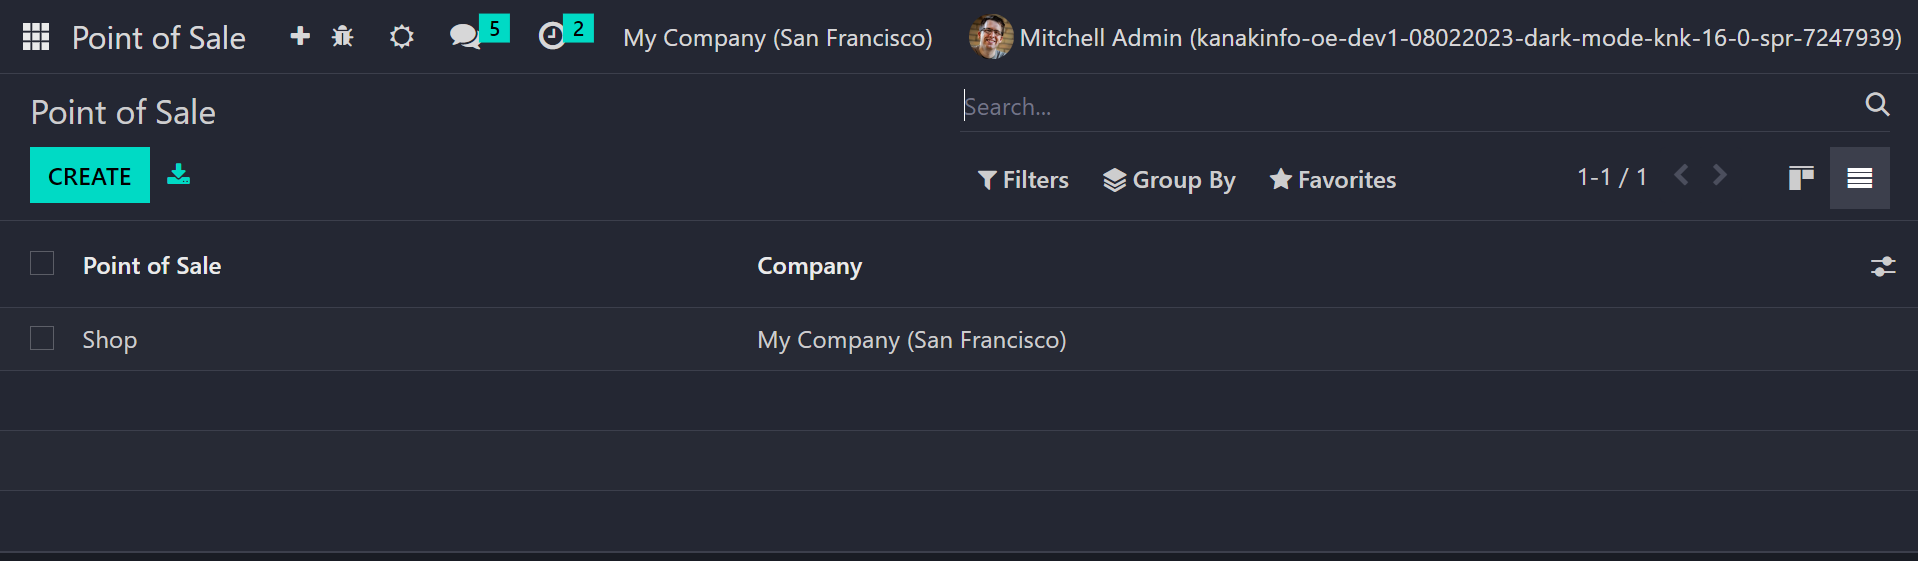 Point of Sale 5 2 My Company (San Francisco) Mitchell Admin (kanakinfo-oe-dev1-08022023-dark-mode-knk-16-0-spr-7247939)
Point of Sale Search...
CREATE Filters Group By Favorites 1-1 / 1
Point of Sale Company
Shop My Company (San Francisco)